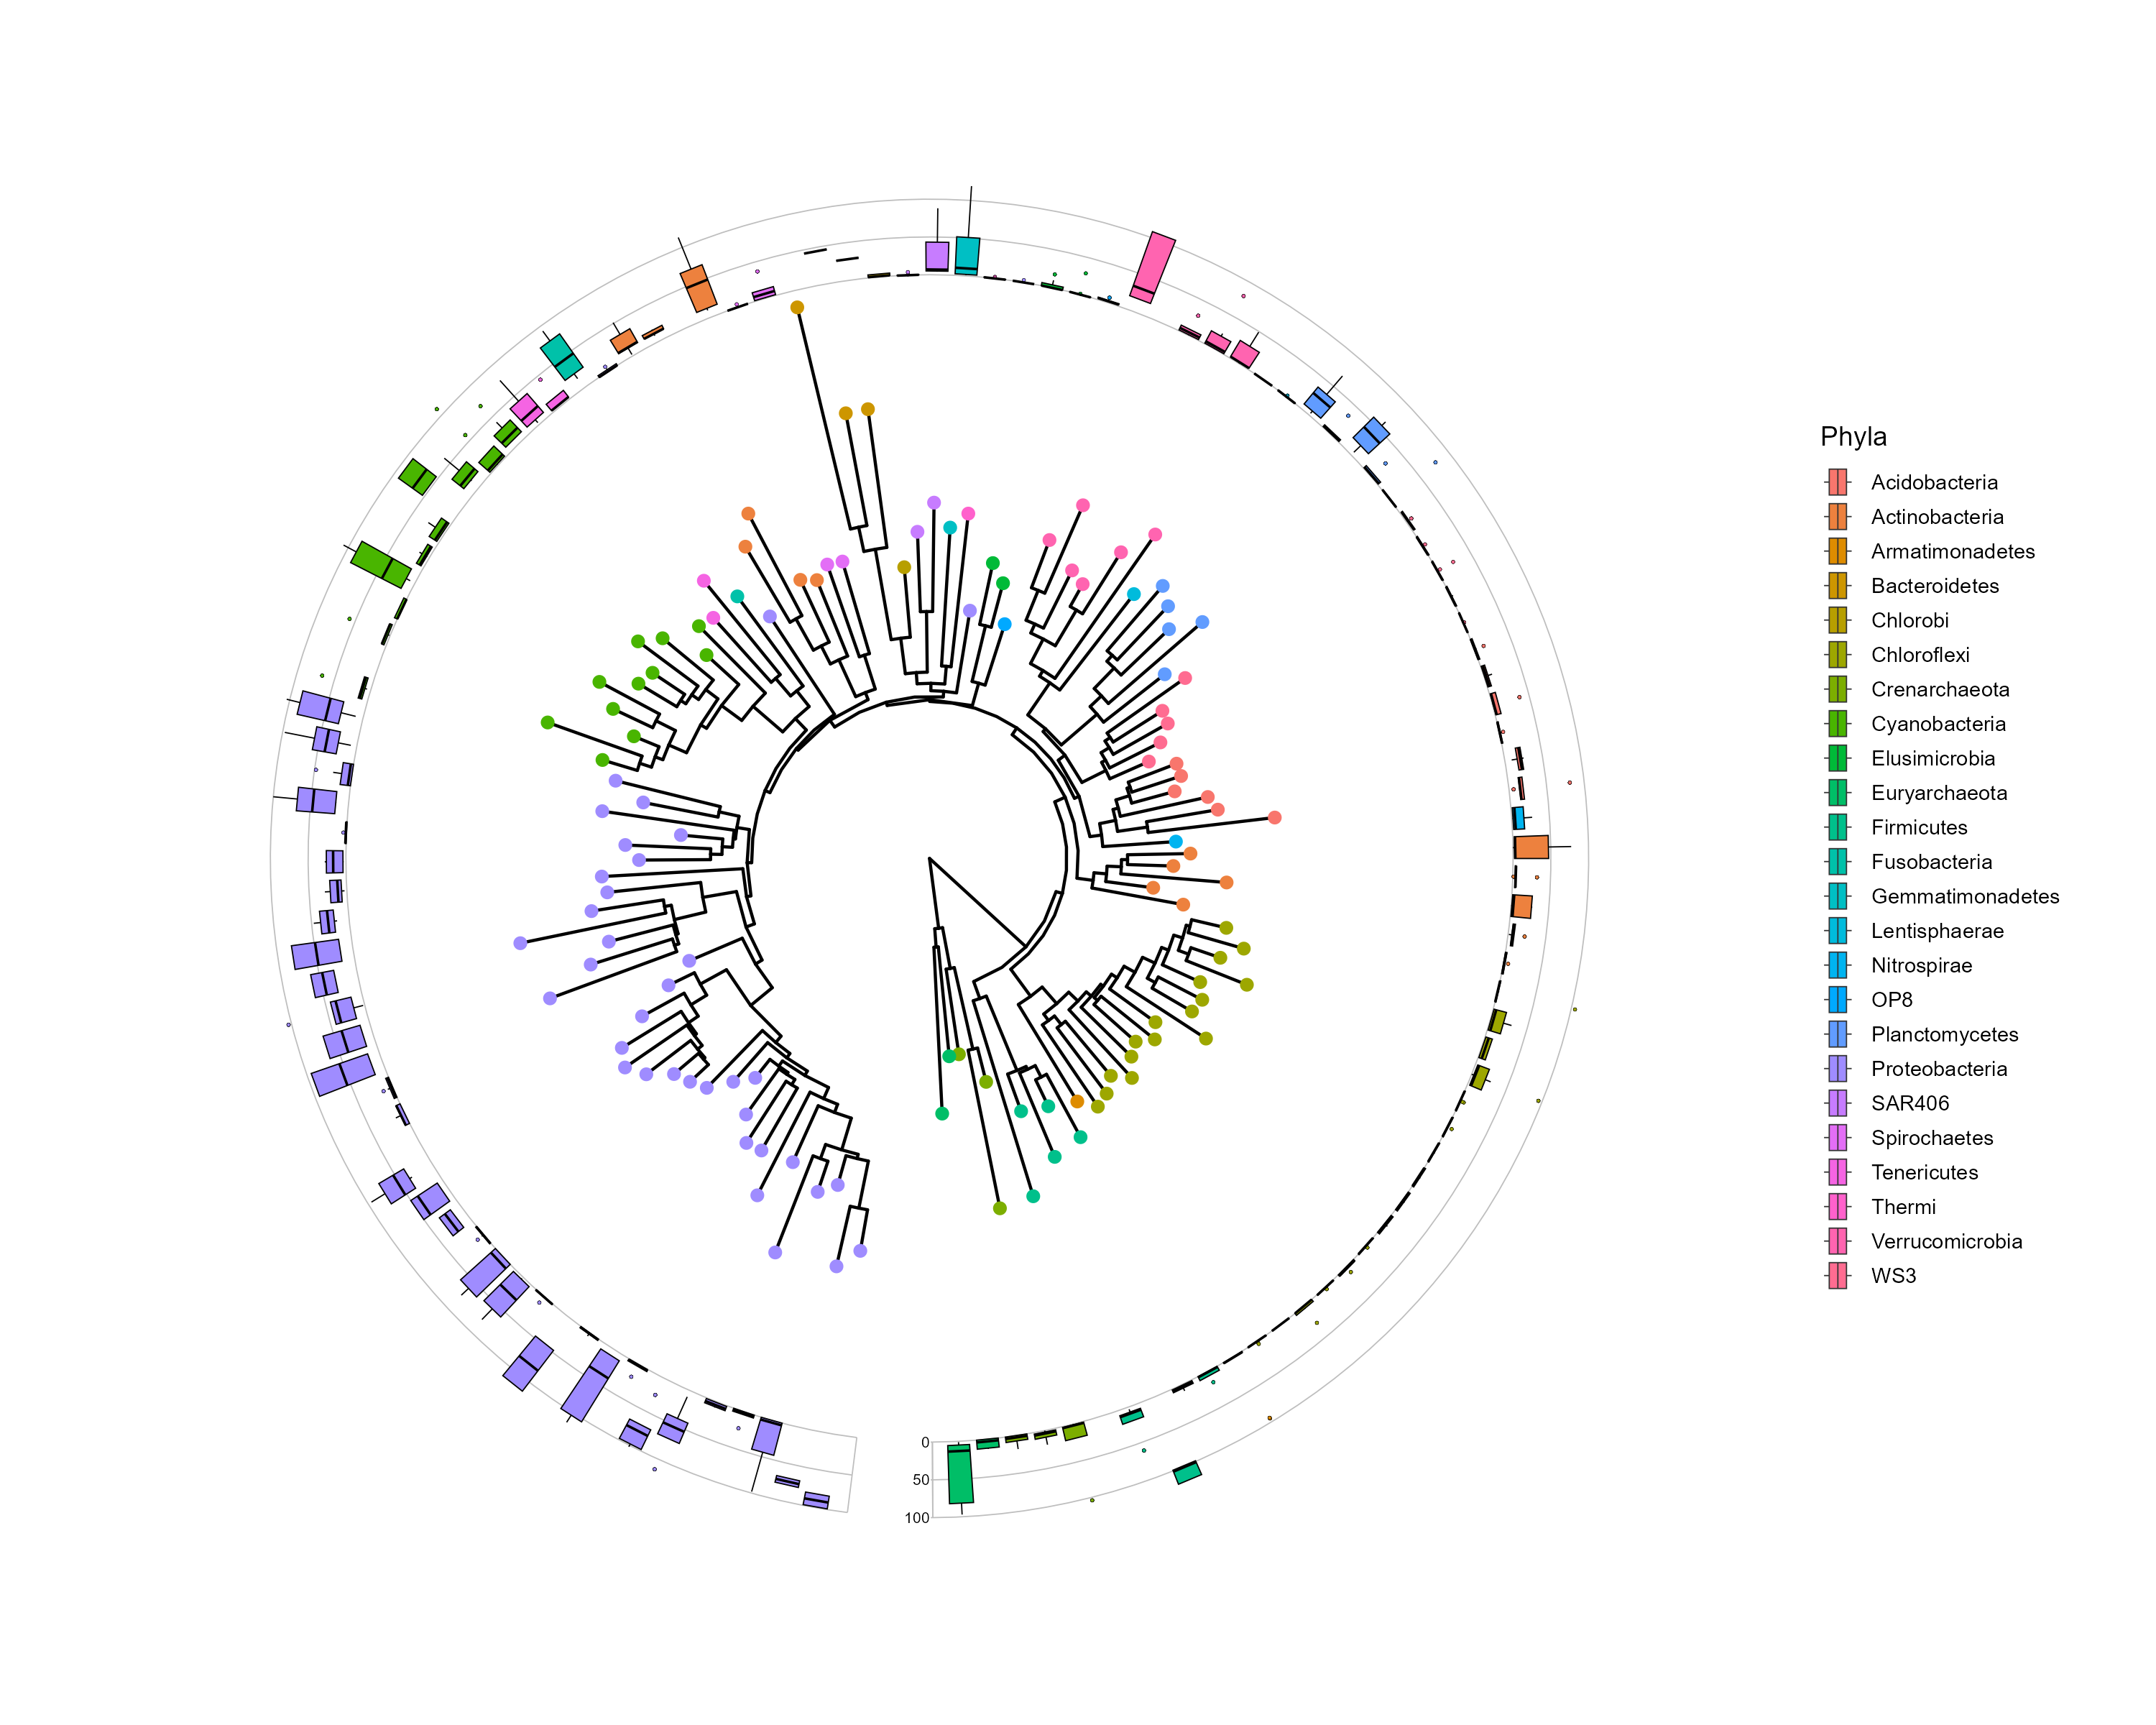 Phyla
Acidobacteria
Actinobacteria
Armatimonadetes
Bacteroidetes
Chlorobi
Chloroflexi
Crenarchaeota
Cyanobacteria
Elusimicrobia
Euryarchaeota
Firmicutes
Fusobacteria
Gemmatimonadetes
Lentisphaerae
Nitrospirae
OP8
Planctomycetes
Proteobacteria
SAR406
Spirochaetes
Tenericutes
Thermi
Verrucomicrobia
WS3
0
50
100